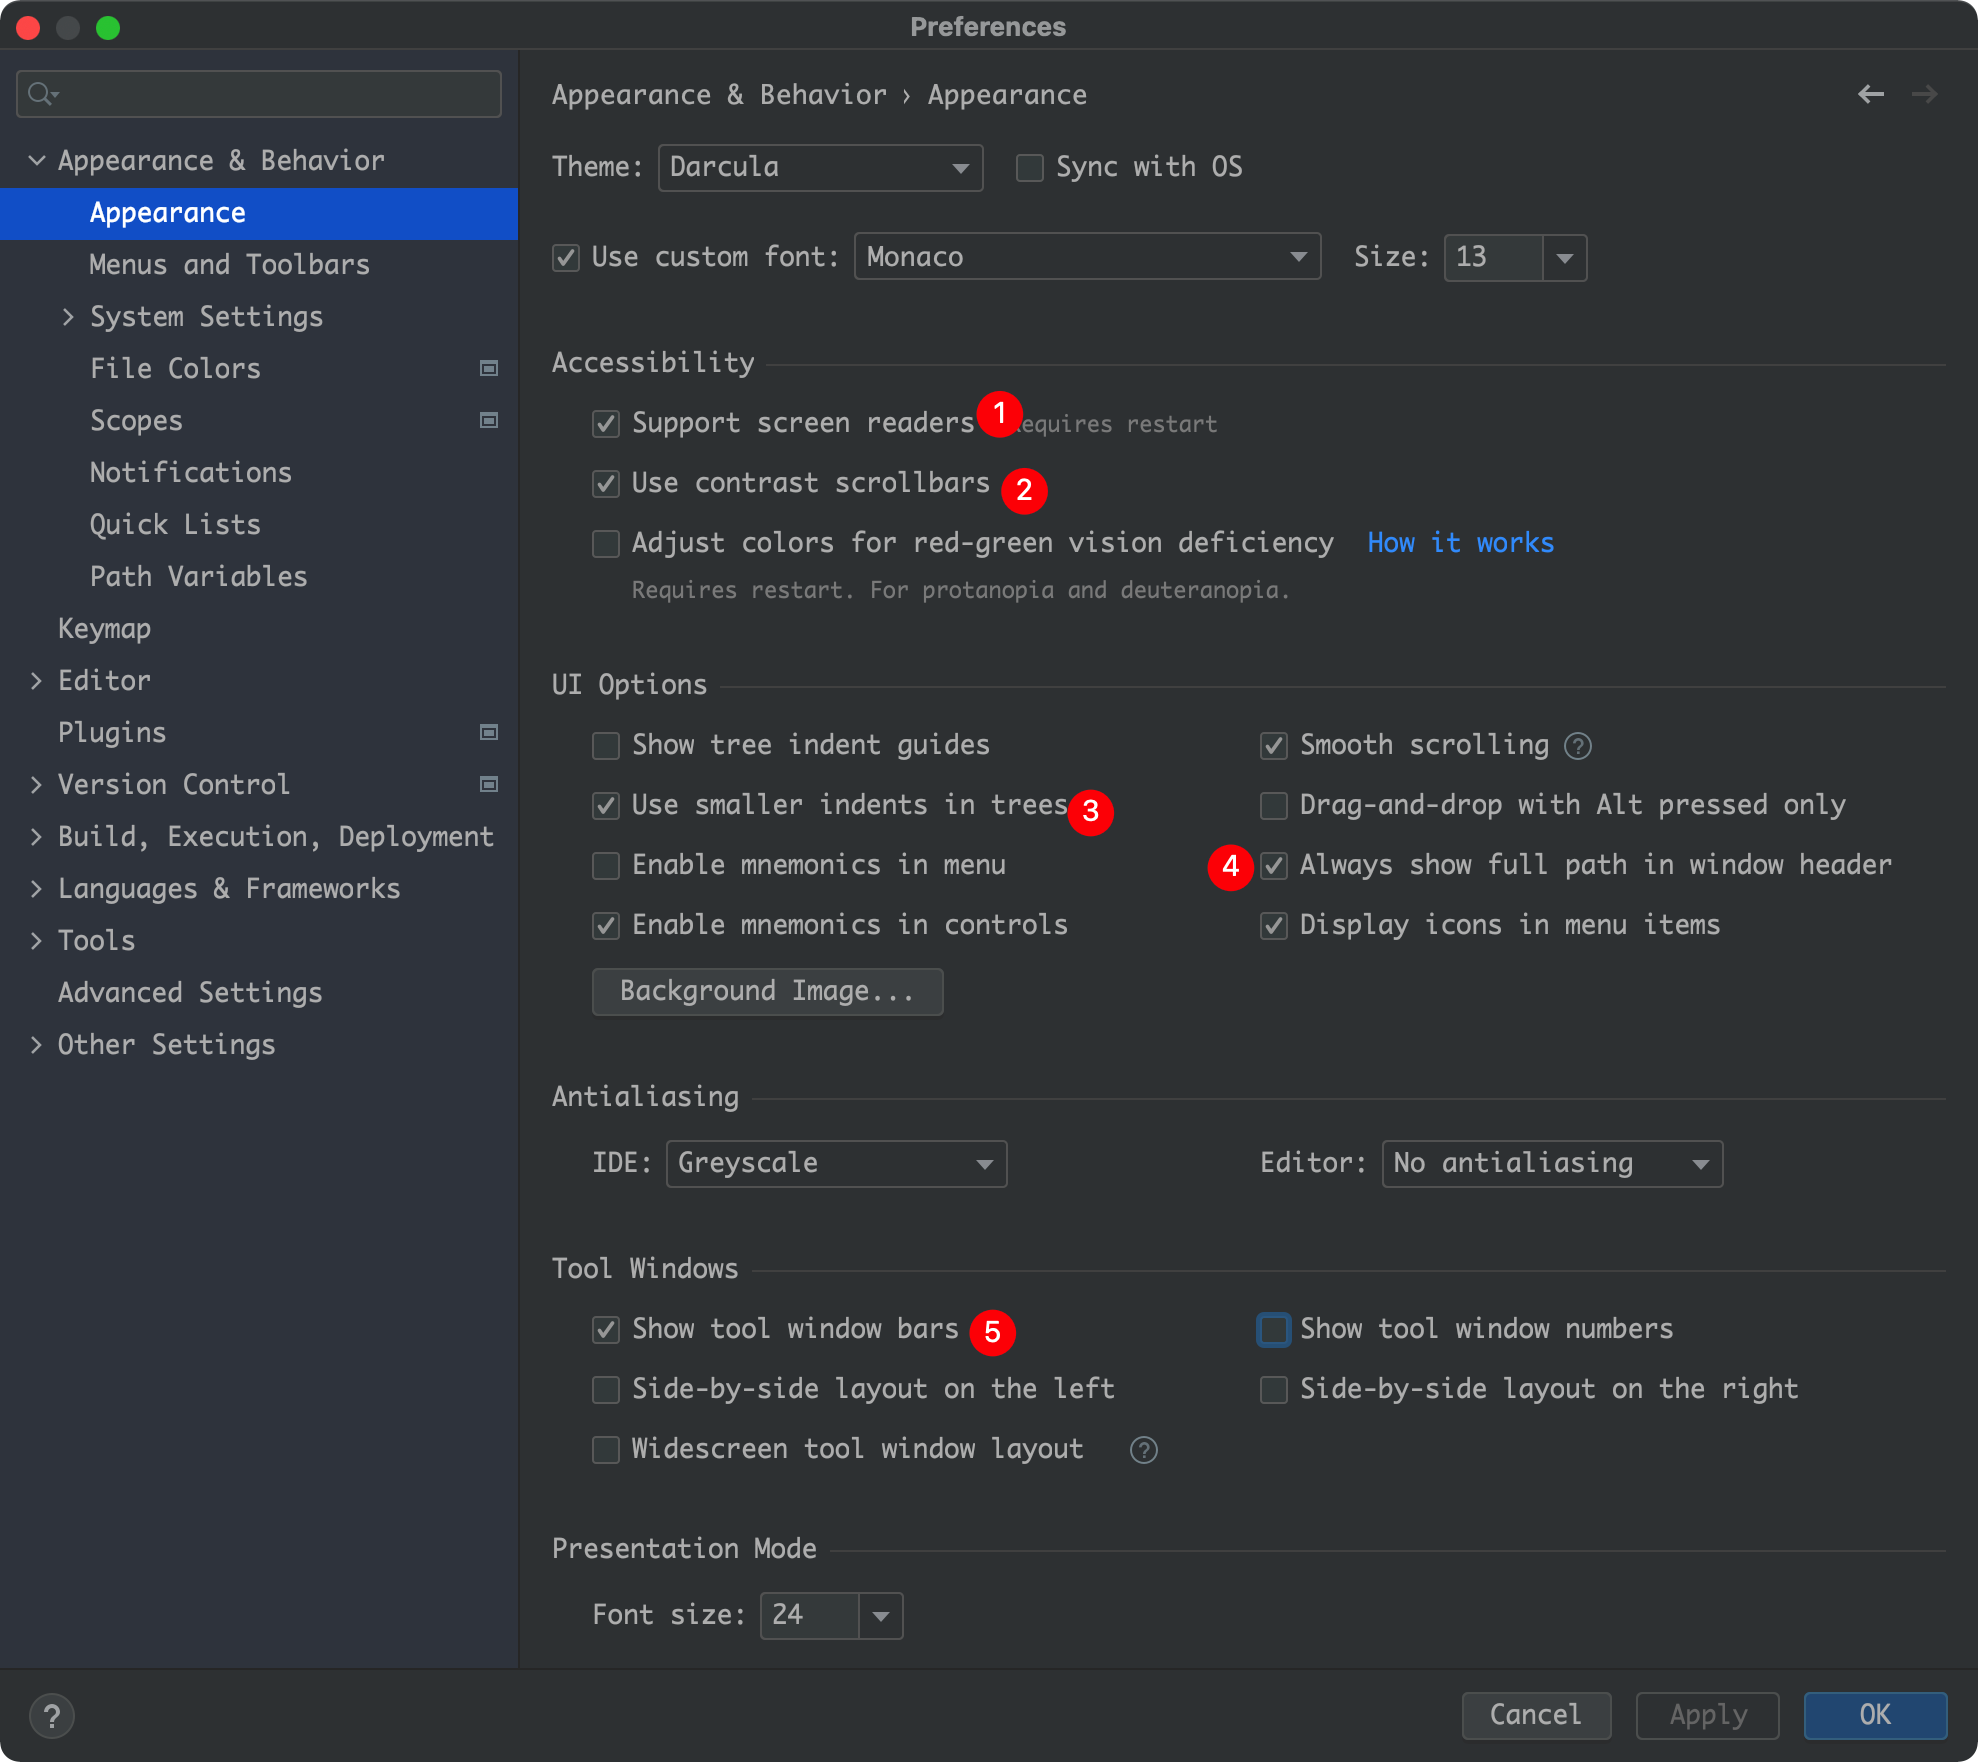 Preferences
Appearance & Behavior
Appearance
Menus and Toolbars
System Settings
File Colors
Scopes
Notifications
Quick Lists
Path Variables
Keymap
Editor
Plugins
Version Control
Build, Execution, Deployment
Languages & Frameworks
Tools
Advanced Settings
Other Settings
?
Appearance & Behavior › Appearance
Theme: Darcula Sync with OS
Use custom font: Monaco Size: 13
Accessibility
Support screen readers 1 equires restart
Use contrast scrollbars 2
Adjust colors for red-green vision deficiency How it works
Requires restart. For protanopia and deuteranopia.
UI Options
Show tree indent guides Smooth scrolling ?
Use smaller indents in trees 3 Drag-and-drop with Alt pressed only
Enable mnemonics in menu 4 Always show full path in window header
Enable mnemonics in controls Display icons in menu items
Background Image...
Antialiasing
IDE: Greyscale Editor: No antialiasing
Tool Windows
Show tool window bars 5 Show tool window numbers
Side-by-side layout on the left Side-by-side layout on the right
Widescreen tool window layout ?
Presentation Mode
Font size: 24
Cancel Apply OK